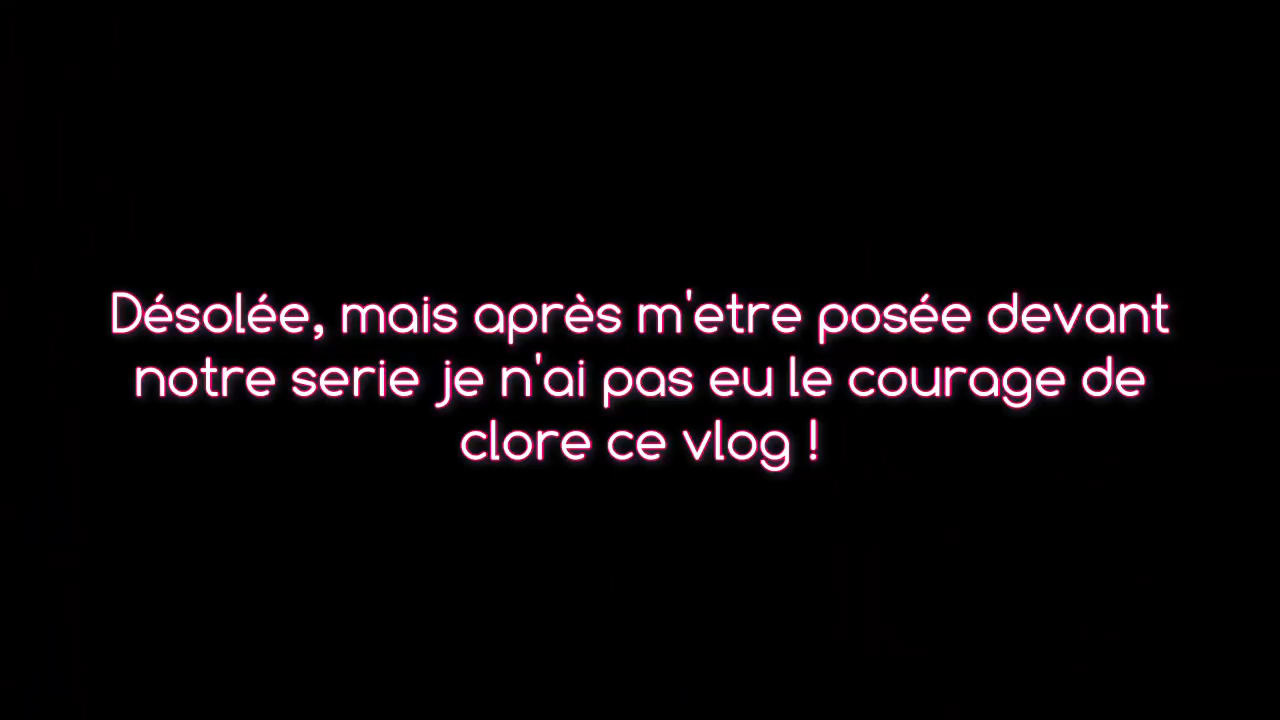 Désolée, mais après m'etre posée devant
notre serie je n'ai pas eu le courage de
clore ce vlog !